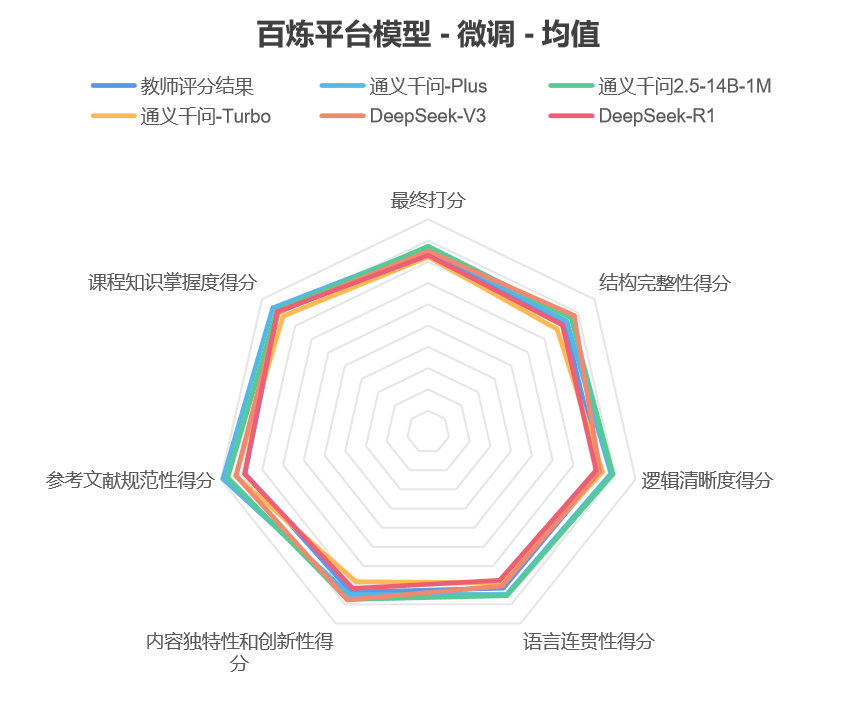 百炼平台模型 - 微调 - 均值
教师评分结果 通义千问-Plus 通义千问2.5-14B-1M
通义千问-Turbo DeepSeek-V3 DeepSeek-R1
最终打分
课程知识掌握度得分
结构完整性得分
参考文献规范性得分
逻辑清晰度得分
内容独特性和创新性得
分
语言连贯性得分